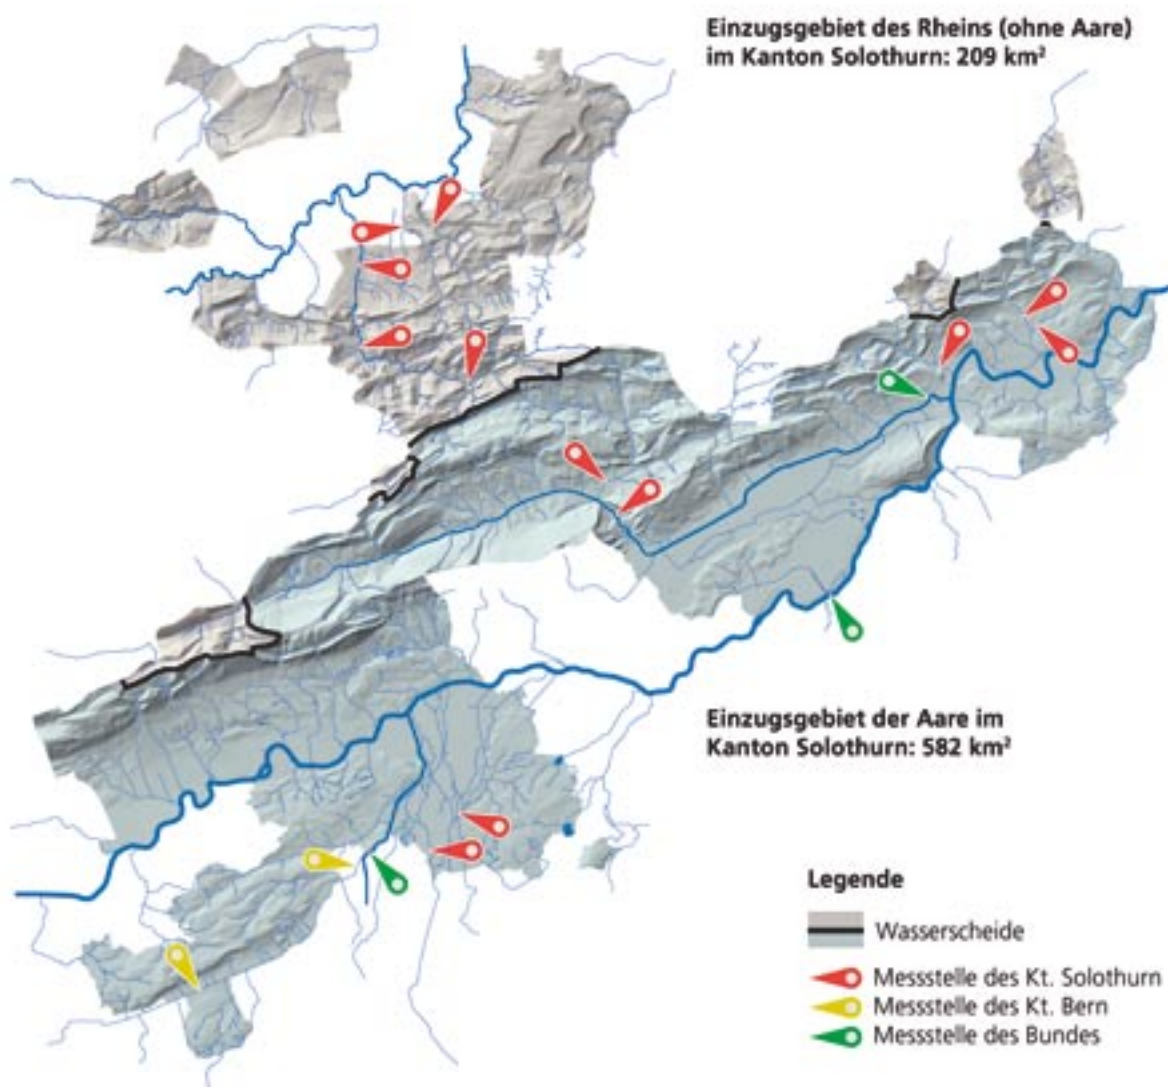 Einzugsgebiet des Rheins (ohne Aare)
im Kanton Solothurn: 209 km²
Einzugsgebiet der Aare im
Kanton Solothurn: 582 km²
Legende
Wasserscheide
Messstelle des Kt. Solothurn
Messstelle des Kt. Bern
Messstelle des Bundes